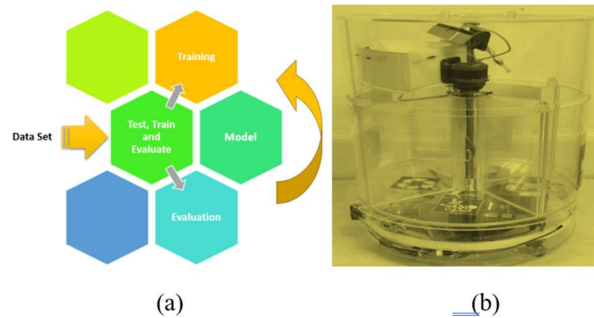 Training
Data Set
Test, Train
and
Evaluate
Model
Evaluation
(a)
(b)